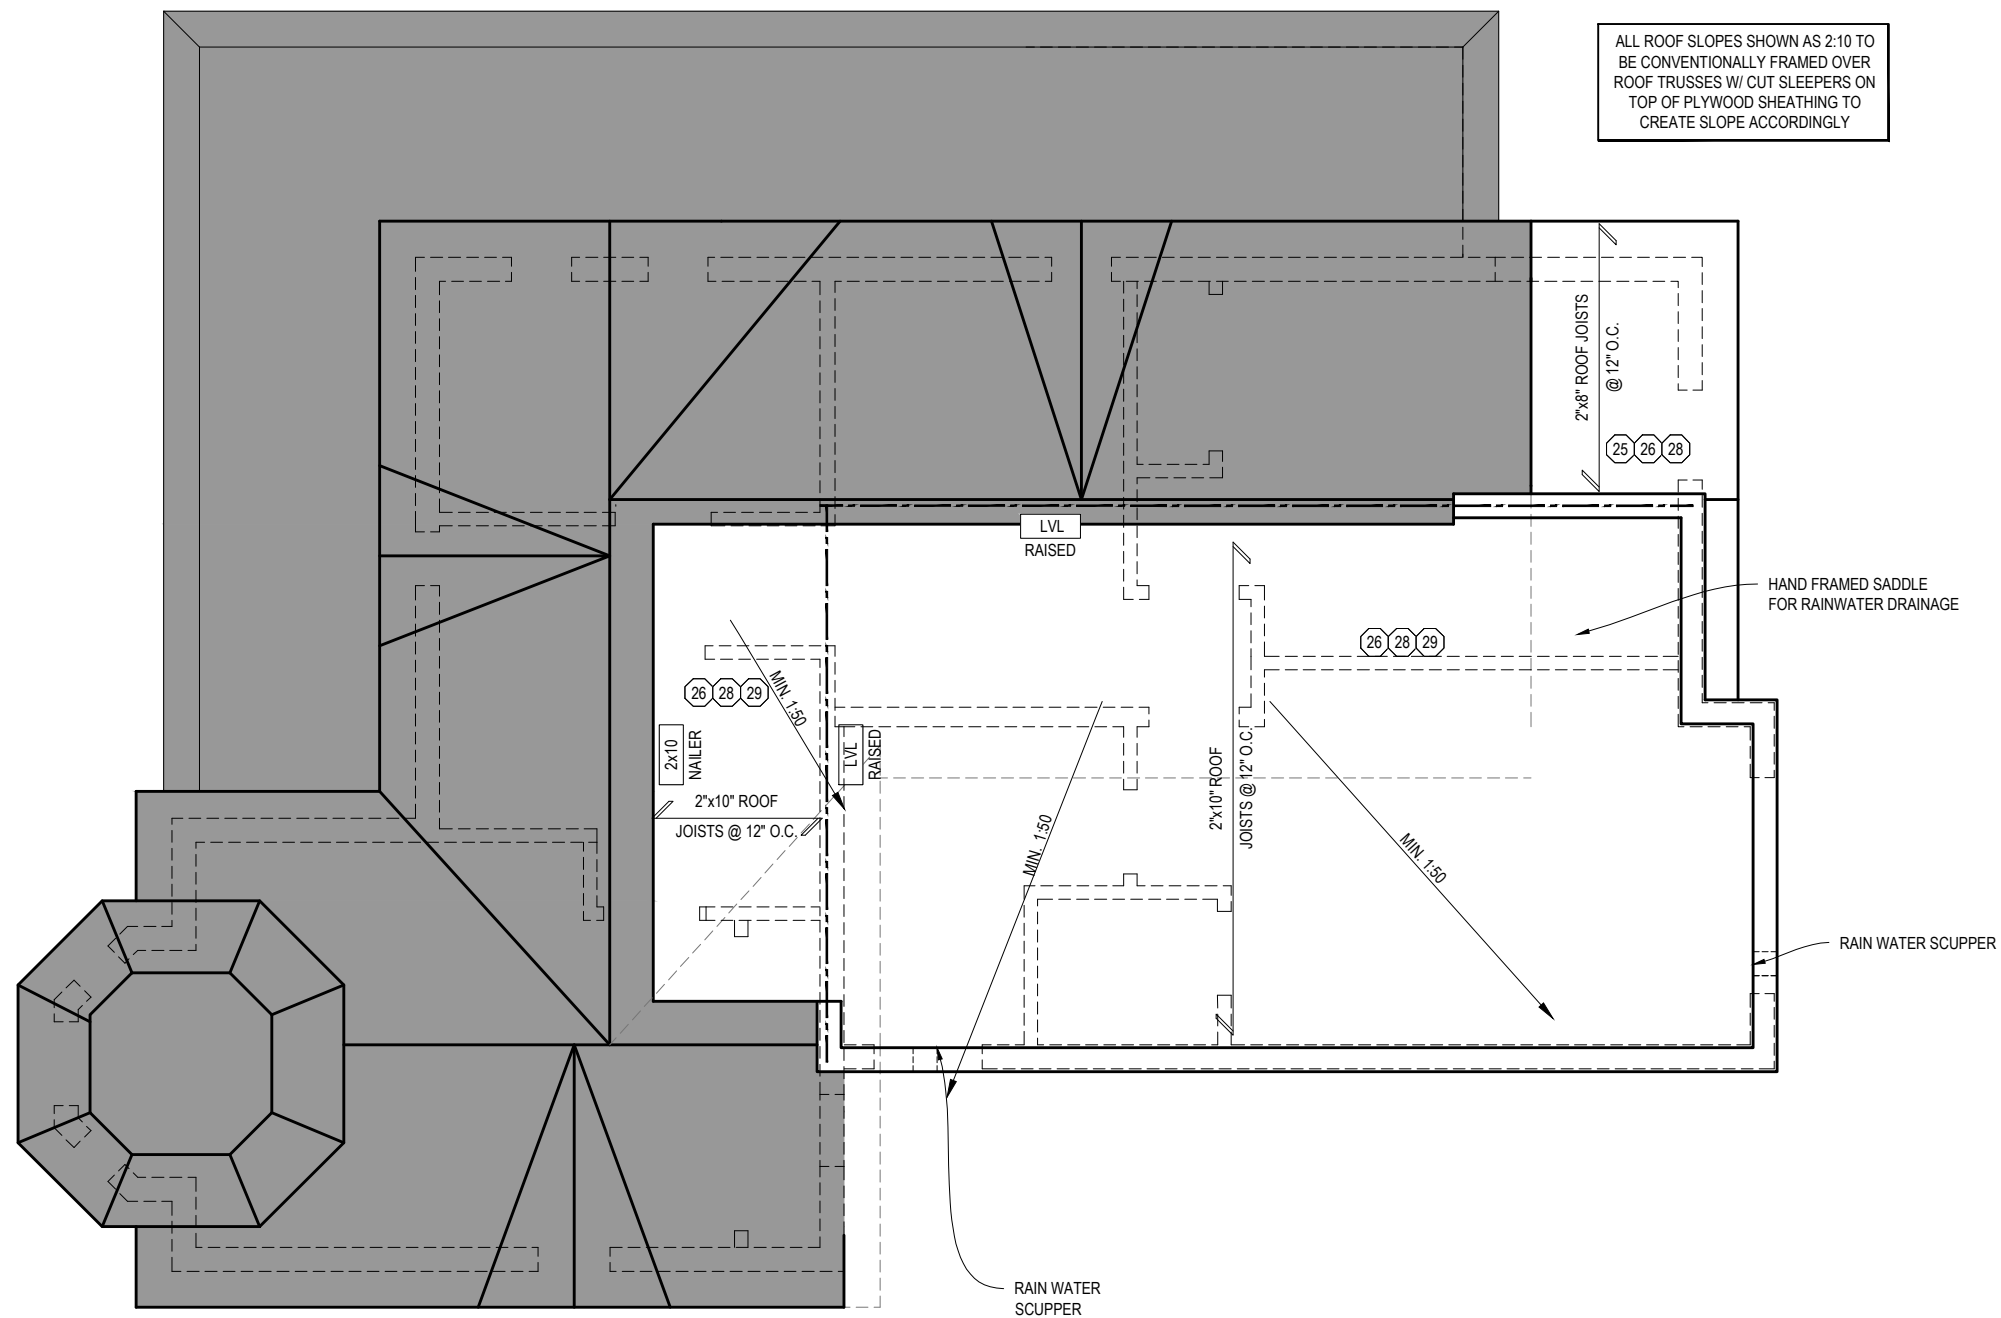 ALL ROOF SLOPES SHOWN AS 2:10 TO
BE CONVENTIONALLY FRAMED OVER
ROOF TRUSSES W/ CUT SLEEPERS ON
TOP OF PLYWOOD SHEATHING TO
CREATE SLOPE ACCORDINGLY
2"x8" ROOF JOISTS
@ 12" O.C.
25 26 28
LVL
RAISED
HAND FRAMED SADDLE
FOR RAINWATER DRAINAGE
26 28 29
26 28 29
MIN. 1:50
2x10
NAILER
LVL
RAISED
2"x10" ROOF
JOISTS @ 12" O.C.
2"x10" ROOF
JOISTS @ 12" O.C.
MIN. 1:50
MIN. 1:50
RAIN WATER SCUPPER
RAIN WATER
SCUPPER